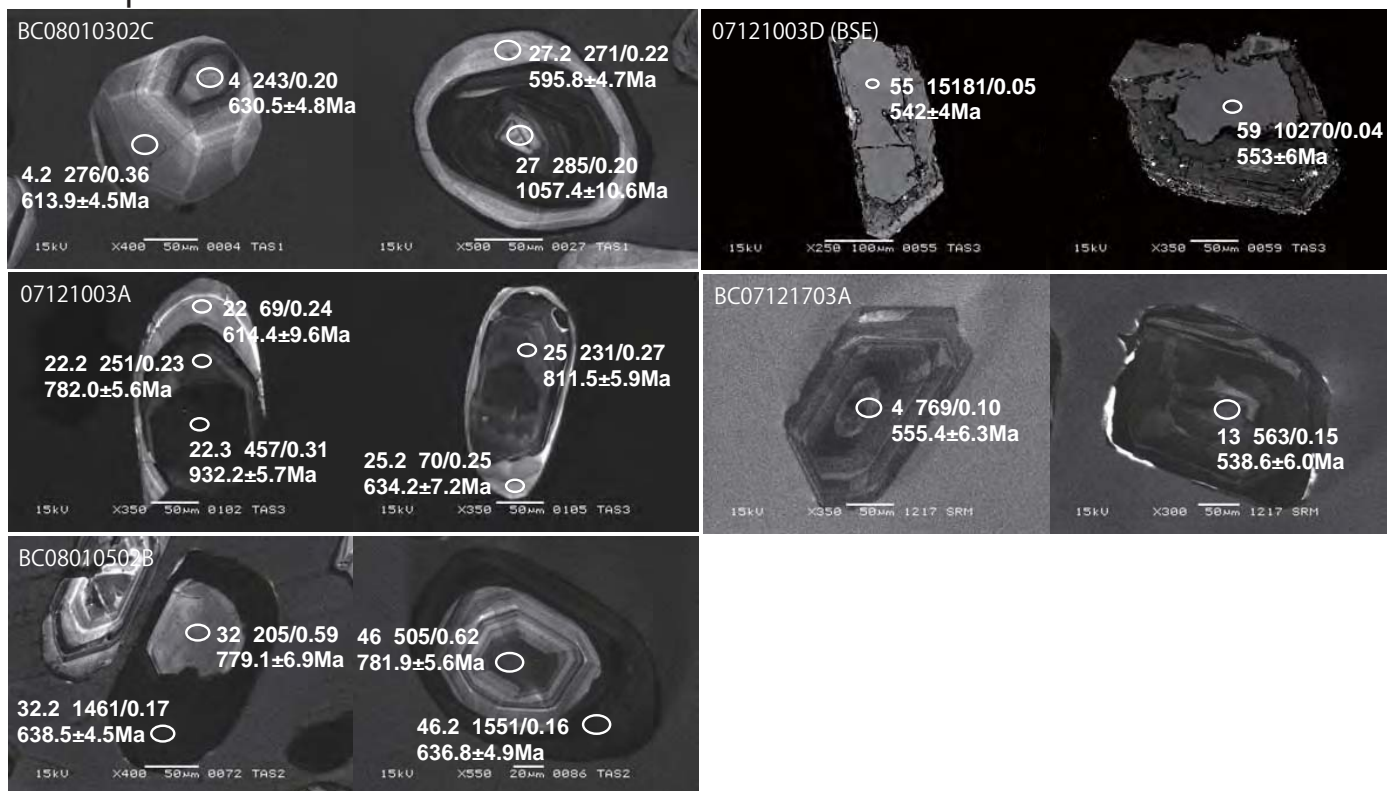 BC08010302C
4 243/0.20
630.5±4.8Ma
4.2 276/0.36
613.9±4.5Ma
15kU X400 50µm 0004 TAS1
27.2 271/0.22
595.8±4.7Ma
27 285/0.20
1057.4±10.6Ma
15kU X500 50µm 0027 TAS1
07121003D (BSE)
55 15181/0.05
542±4Ma
15kU X250 100µm 0055 TAS3
59 10270/0.04
553±6Ma
15kU X350 50µm 0059 TAS3
07121003A
22 69/0.24
614.4±9.6Ma
22.2 251/0.23
782.0±5.6Ma
22.3 457/0.31
932.2±5.7Ma
15kU X350 50µm 0102 TAS3
25 231/0.27
811.5±5.9Ma
25.2 70/0.25
634.2±7.2Ma
15kU X350 50µm 0105 TAS3
BC07121703A
4 769/0.10
555.4±6.3Ma
15kU X350 50µm 1217 SRM
13 563/0.15
538.6±6.0Ma
15kU X300 50µm 1217 SRM
BC08010502B
32 205/0.59
779.1±6.9Ma
32.2 1461/0.17
638.5±4.5Ma
15kU X400 50µm 0072 TAS2
46 505/0.62
781.9±5.6Ma
46.2 1551/0.16
636.8±4.9Ma
15kU X550 20µm 0086 TAS2